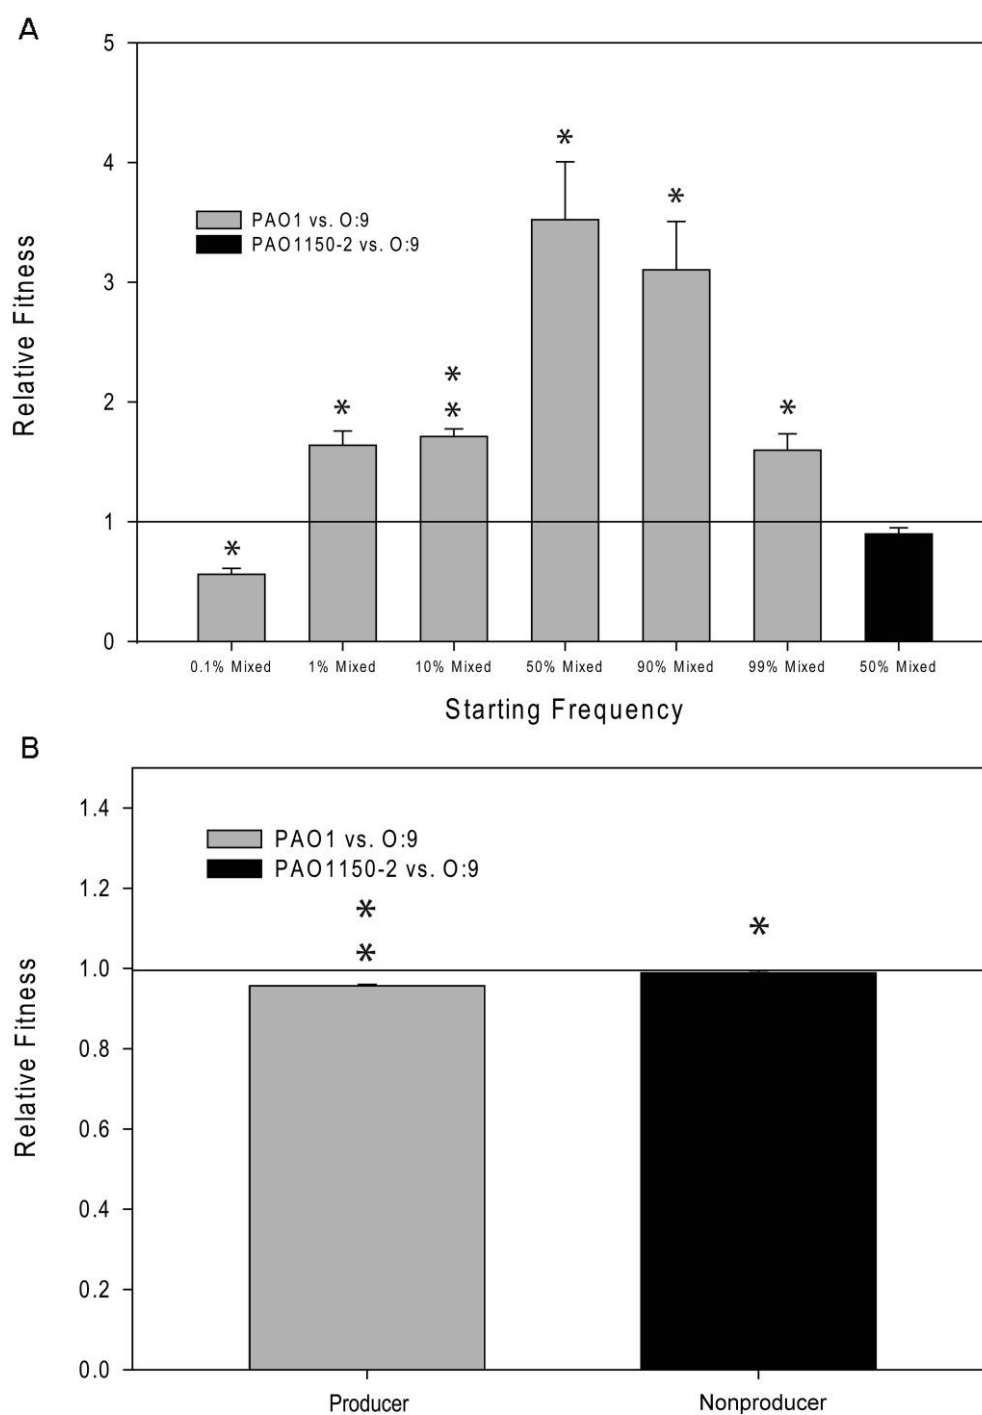 A
5
4
3
2
1
0
Relative Fitness
PAO1 vs. O:9
PAO1150-2 vs. O:9
*
*
*
*
*
*
*
0.1% Mixed 1% Mixed 10% Mixed 50% Mixed 90% Mixed 99% Mixed 50% Mixed
Starting Frequency
B
1.4
1.2
1.0
0.8
0.6
0.4
0.2
0.0
Relative Fitness
PAO1 vs. O:9
PAO1150-2 vs. O:9
*
*
*
Producer Nonproducer